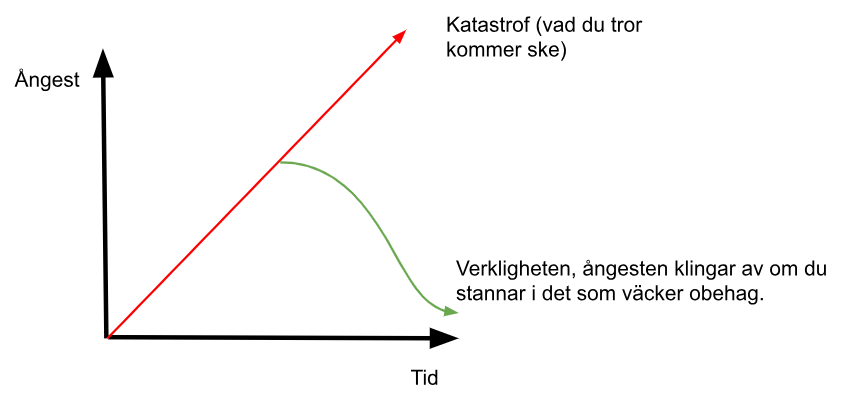 Katastrof (vad du tror
kommer ske)
Ångest
Verkligheten, ångesten klingar av om du
stannar i det som väcker obehag.
Tid